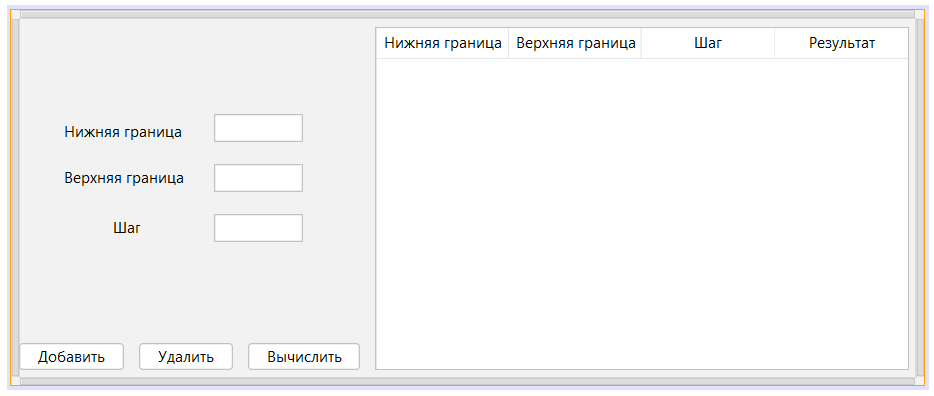 Нижняя граница Верхняя граница Шаг Результат
Нижняя граница
Верхняя граница
Шаг
Добавить Удалить Вычислить